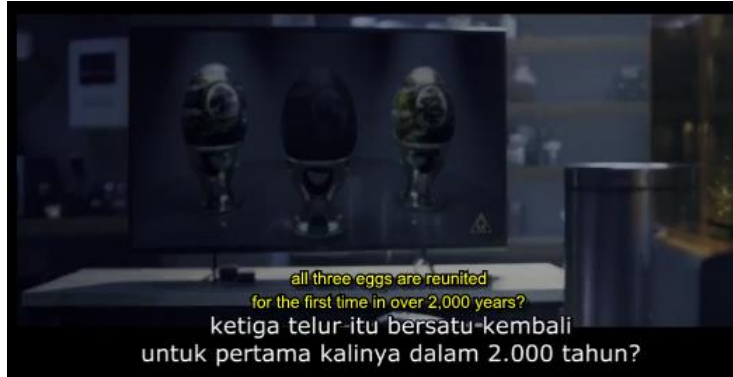 all three eggs are reunited
for the first time in over 2,000 years?
ketiga telur itu bersatu kembali
untuk pertama kalinya dalam 2.000 tahun?